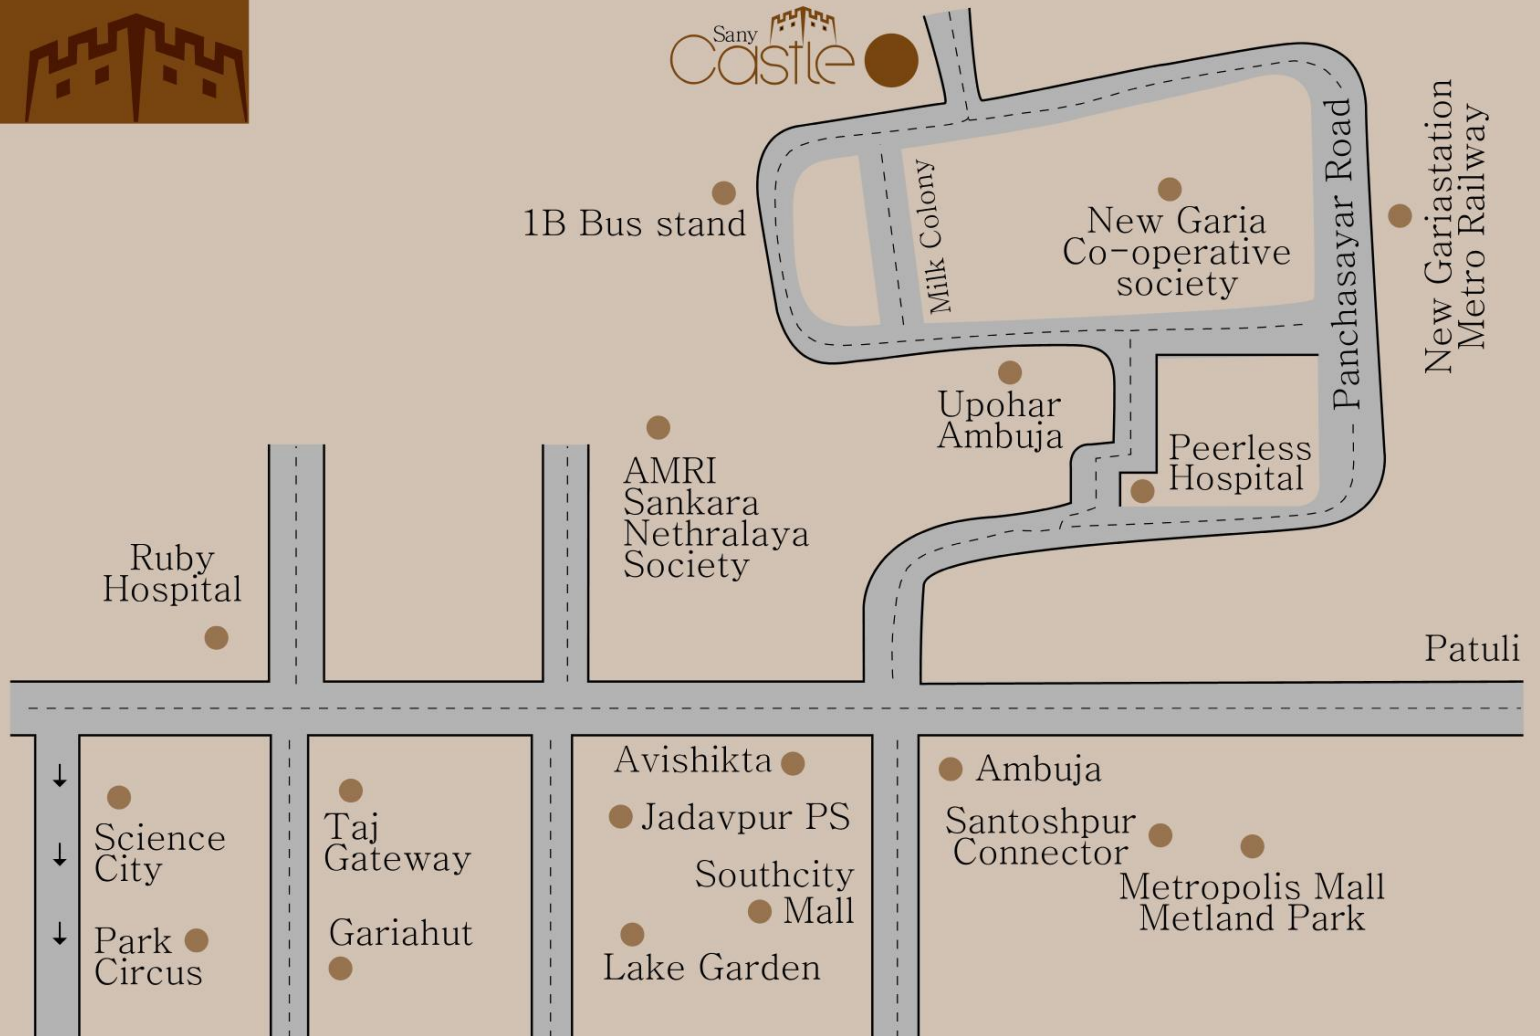 Sany
Castle
1B Bus stand
Milk Colony
New Garia
Co-operative
society
Panchasayar Road
New Gariastation
Metro Railway
Upohar
Ambuja
Peerless
Hospital
AMRI
Sankara
Nethralaya
Society
Ruby
Hospital
Patuli
Science
City
Park
Circus
Taj
Gateway
Gariahut
Avishikta
Jadavpur PS
Southcity
Mall
Lake Garden
Ambuja
Santoshpur
Connector
Metropolis Mall
Metland Park